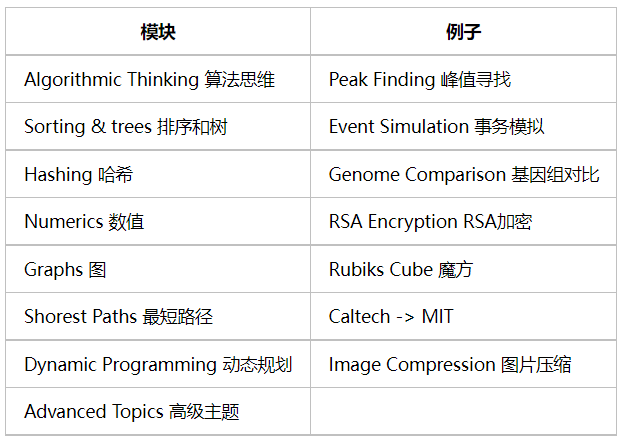 模块 例子
Algorithmic Thinking 算法思维 Peak Finding 峰值寻找
Sorting & trees 排序和树 Event Simulation 事务模拟
Hashing 哈希 Genome Comparison 基因组对比
Numerics 数值 RSA Encryption RSA加密
Graphs 图 Rubiks Cube 魔方
Shorest Paths 最短路径 Caltech -> MIT
Dynamic Programming 动态规划 Image Compression 图片压缩
Advanced Topics 高级主题